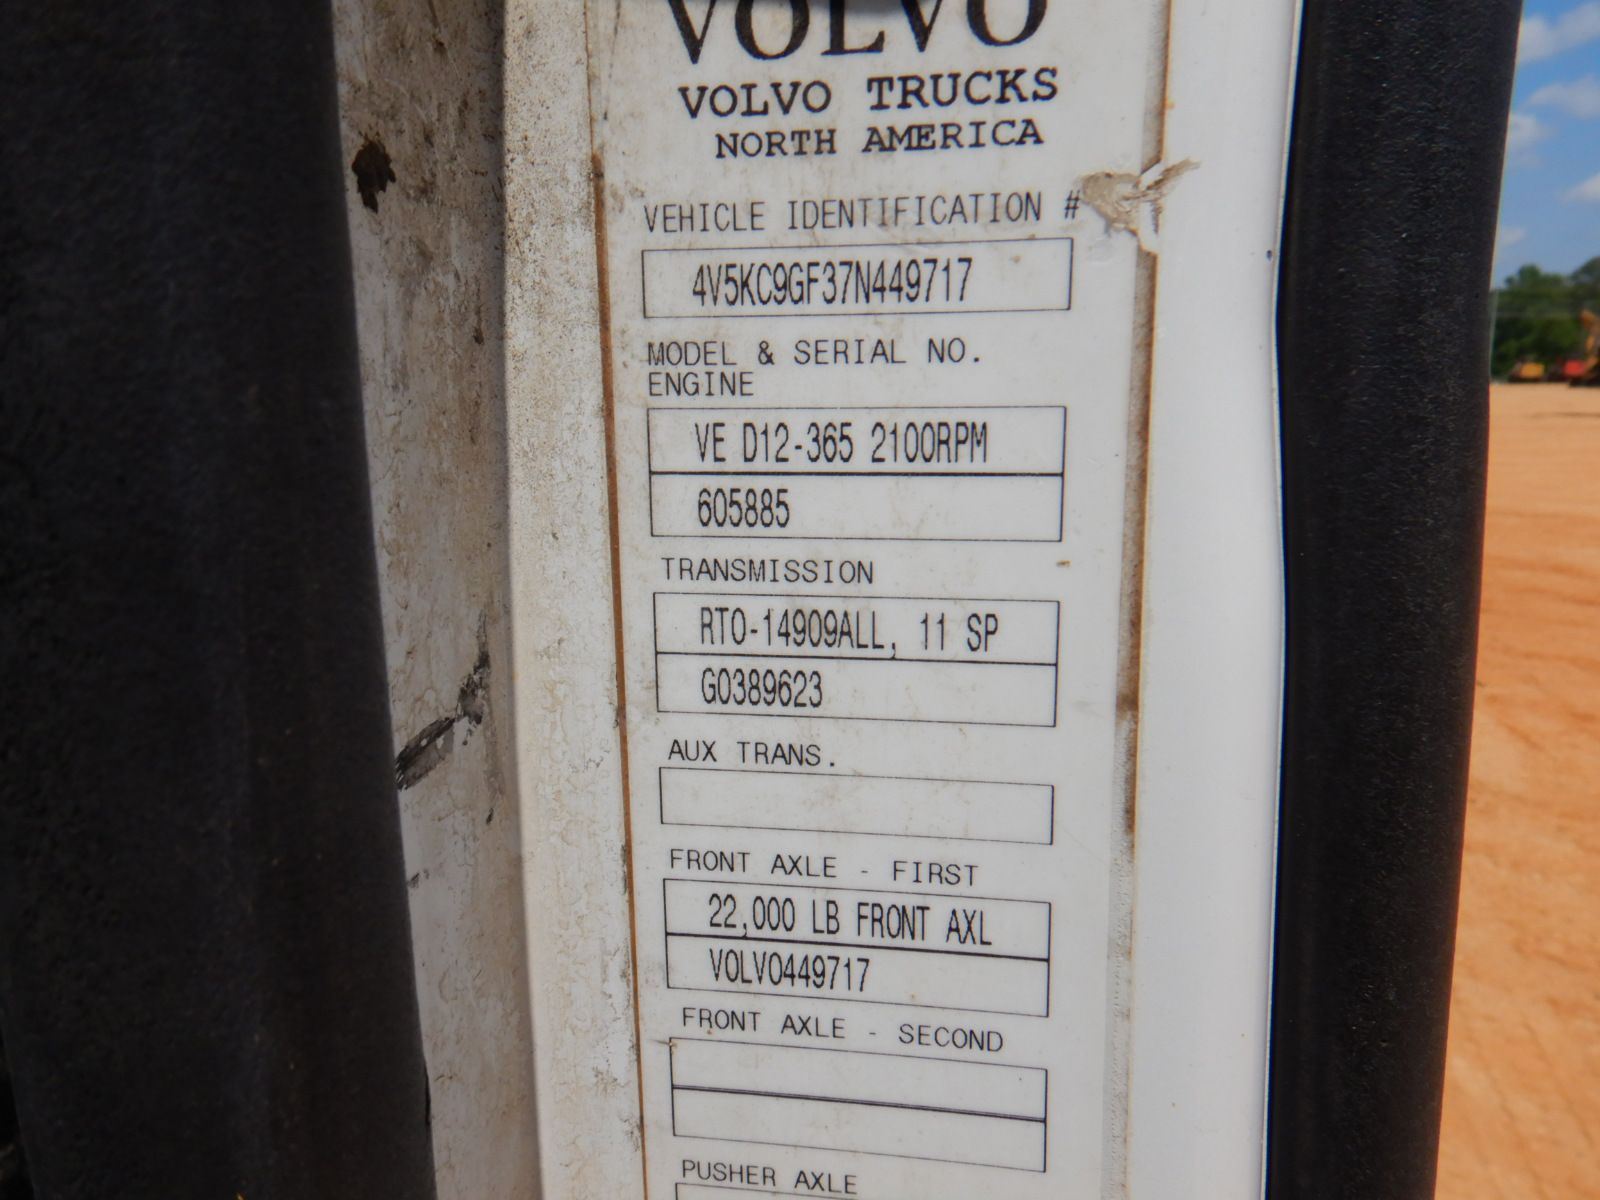 VOLVO
VOLVO TRUCKS
NORTH AMERICA
VEHICLE IDENTIFICATION #
4V5KC9GF37N449717
MODEL & SERIAL NO.
ENGINE
VE D12-365 2100RPM
605885
TRANSMISSION
RTO-14909ALL, 11 SP
G0389623
AUX TRANS.
FRONT AXLE - FIRST
22,000 LB FRONT AXL
VOLVO449717
FRONT AXLE - SECOND
PUSHER AXLE